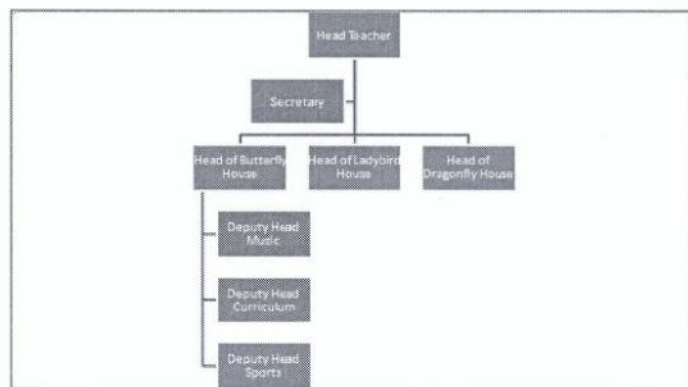 Head Teacher
Secretary
Head of Butterfly
House
Head of Ladybird
House
Head of
Dragonfly House
Deputy Head
Music
Deputy Head
Curriculum
Deputy Head
Sports